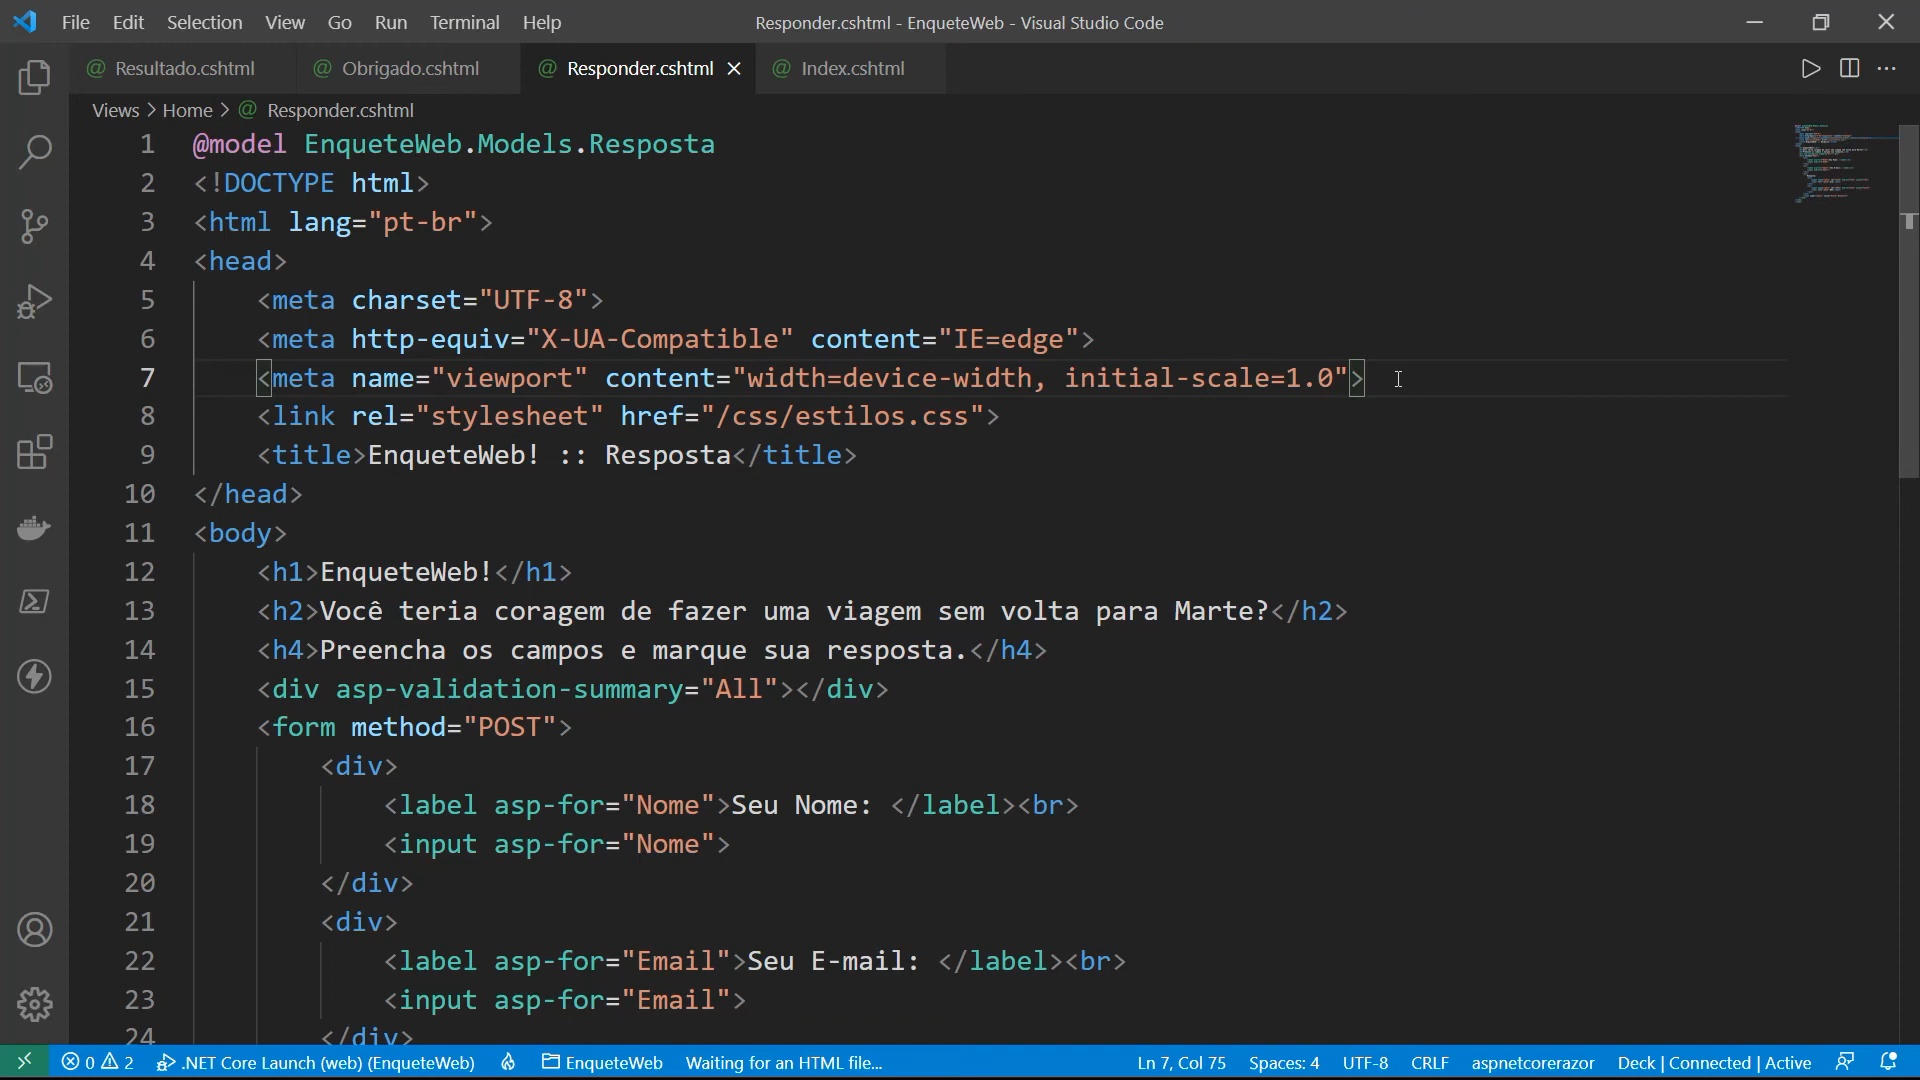 File Edit Selection View Go Run Terminal Help Responder.cshtml - EnqueteWeb - Visual Studio Code
Resultado.cshtml Obrigado.cshtml Responder.cshtml Index.cshtml
Views > Home > Responder.cshtml
1 @model EnqueteWeb.Models.Resposta
2 <!DOCTYPE html>
3 <html lang="pt-br">
4 <head>
5 <meta charset="UTF-8">
6 <meta http-equiv="X-UA-Compatible" content="IE=edge">
7 <meta name="viewport" content="width=device-width, initial-scale=1.0">
8 <link rel="stylesheet" href="/css/estilos.css">
9 <title>EnqueteWeb! :: Resposta</title>
10 </head>
11 <body>
12 <h1>EnqueteWeb!</h1>
13 <h2>Você teria coragem de fazer uma viagem sem volta para Marte?</h2>
14 <h4>Preencha os campos e marque sua resposta.</h4>
15 <div asp-validation-summary="All"></div>
16 <form method="POST">
17 <div>
18 <label asp-for="Nome">Seu Nome: </label><br>
19 <input asp-for="Nome">
20 </div>
21 <div>
22 <label asp-for="Email">Seu E-mail: </label><br>
23 <input asp-for="Email">
24 </div>
0 2 .NET Core Launch (web) (EnqueteWeb) EnqueteWeb Waiting for an HTML file... Ln 7, Col 75 Spaces: 4 UTF-8 CRLF aspnetcorerazor Deck | Connected | Active